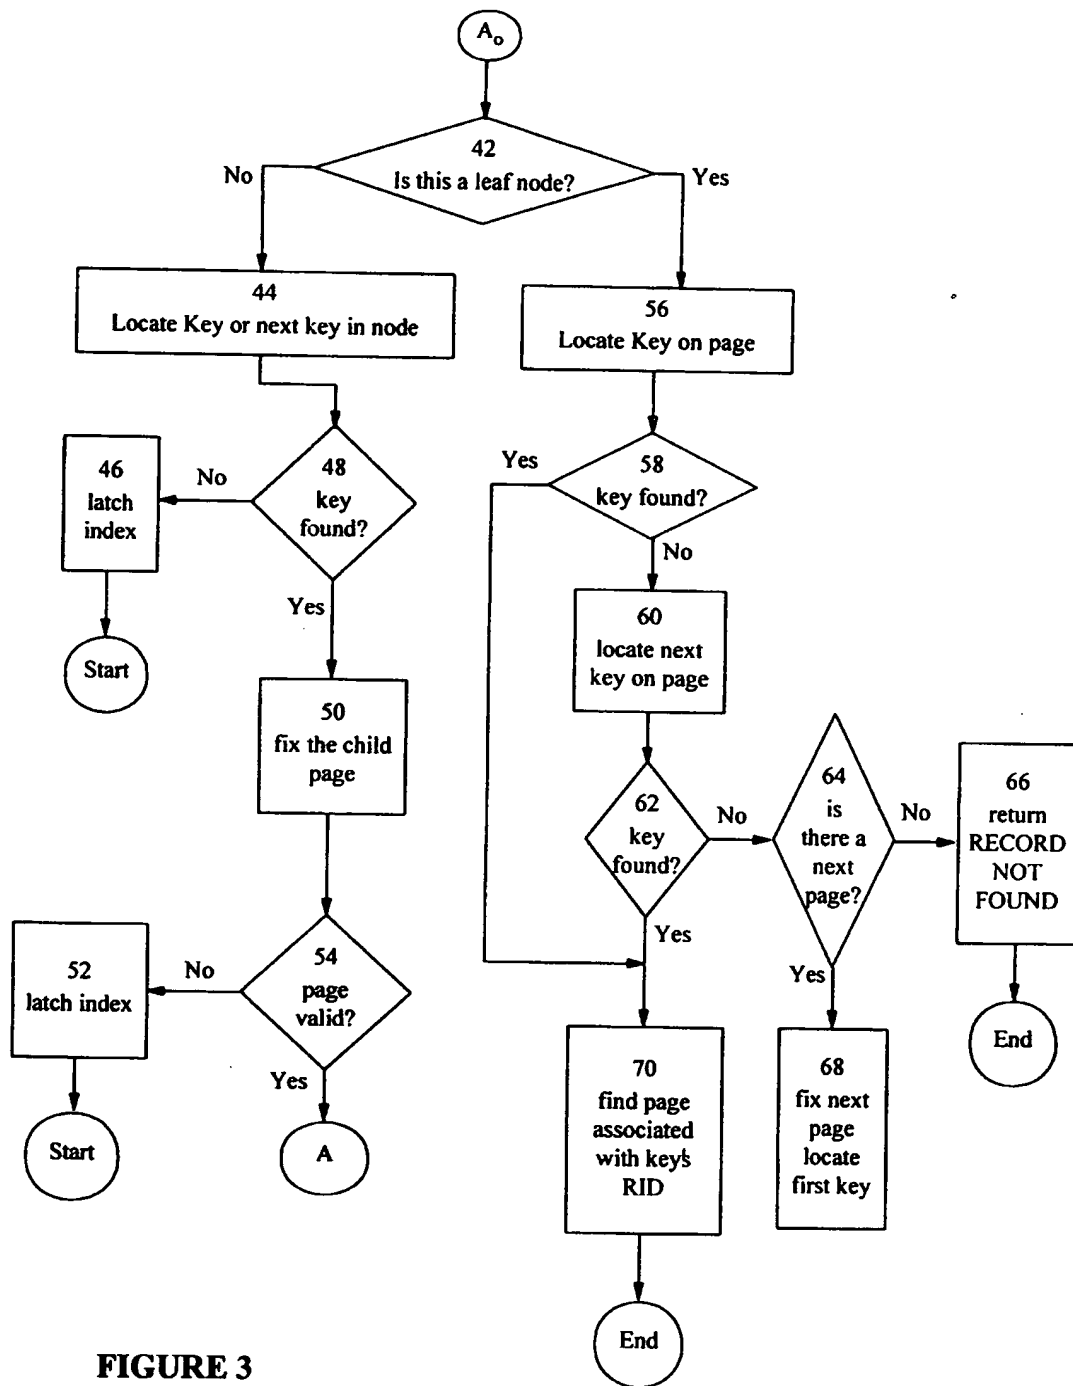 A₀
42
Is this a leaf node?
No
Yes
44
Locate Key or next key in node
56
Locate Key on page
46
latch
index
No
48
key
found?
Yes
58
key found?
No
Yes
60
locate next
key on page
Start
50
fix the child
page
62
key
found?
No
64
is
there a
next
page?
No
66
return
RECORD
NOT
FOUND
Yes
Yes
52
latch index
No
54
page
valid?
Yes
End
Start
A
70
find page
associated
with key's
RID
68
fix next
page
locate
first key
End
FIGURE 3